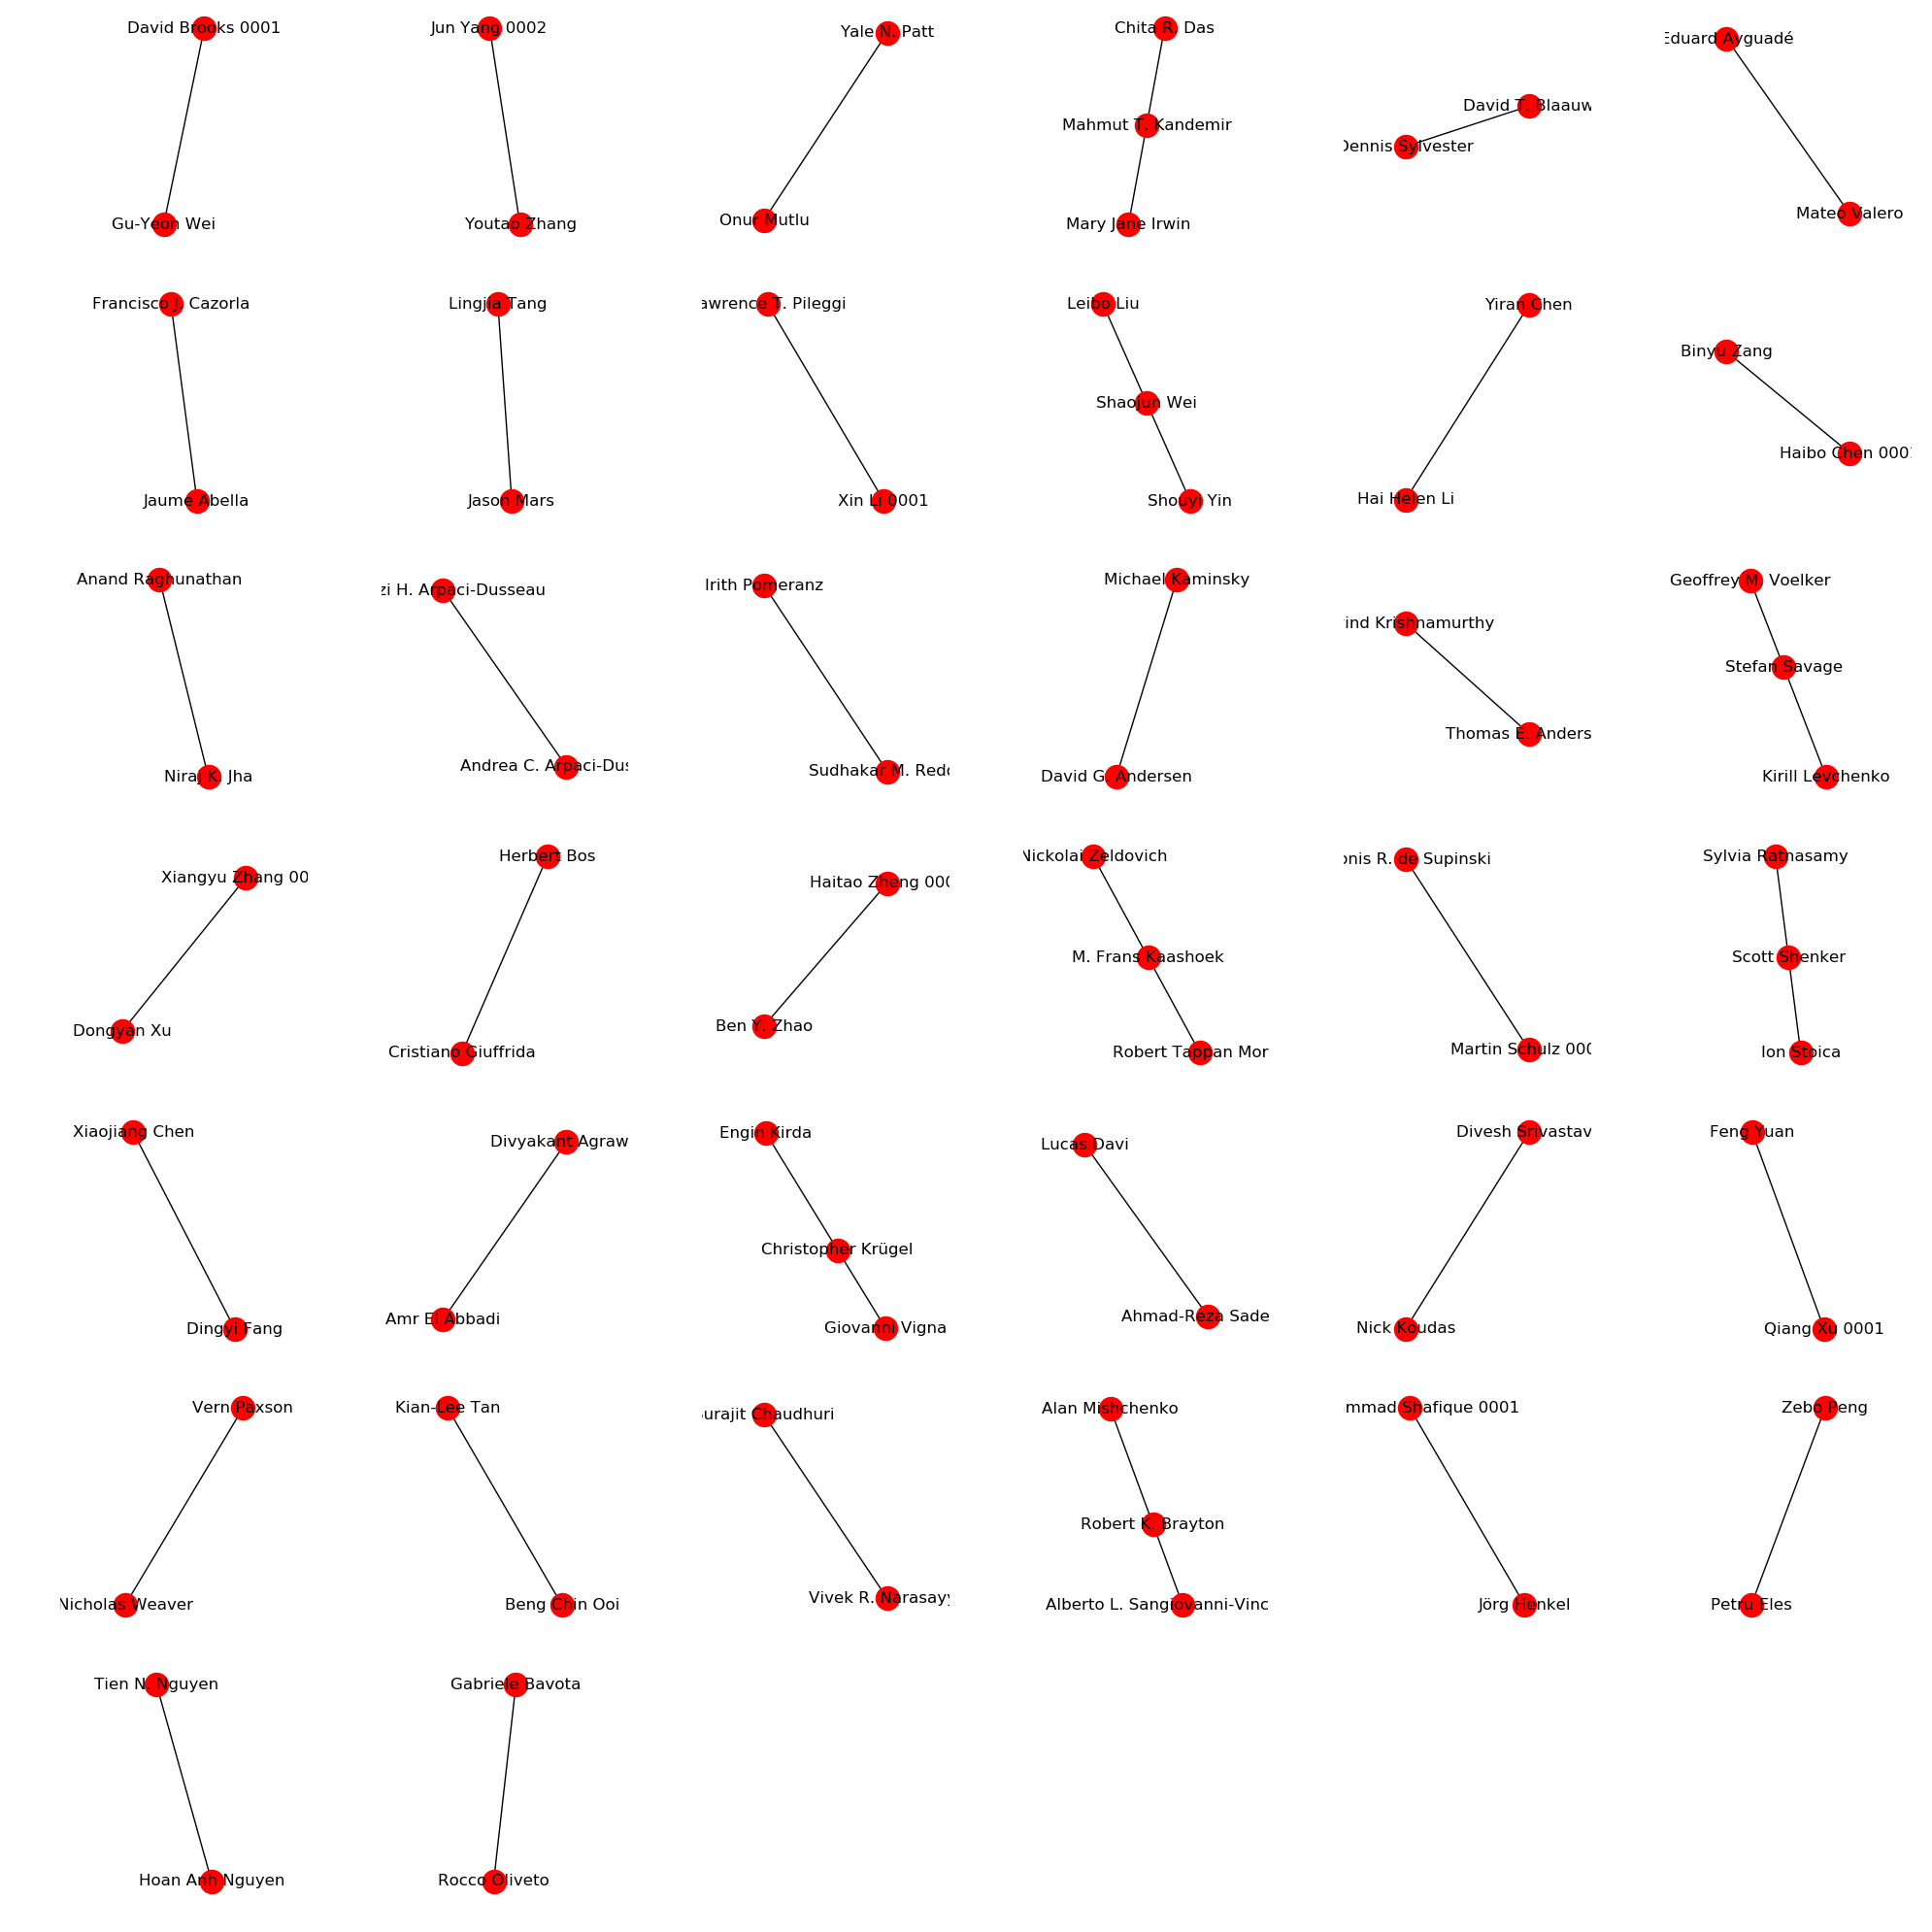 David Brooks 0001
Gu-Yeon Wei
Jun Yang 0002
Youtao Zhang
Yale N. Patt
Onur Mutlu
Chita R. Das
Mahmut T. Kandemir
Mary Jane Irwin
David T. Blaauw
Dennis Sylvester
Eduard Ayguadé
Mateo Valero
Francisco J. Cazorla
Jaume Abella
Lingjia Tang
Jason Mars
awrence T. Pileggi
Xin Li 0001
Leibo Liu
Shaojun Wei
Shouyi Yin
Yiran Chen
Hai Helen Li
Binyu Zang
Haibo Chen 0001
Anand Raghunathan
Niraj K. Jha
zi H. Arpaci-Dusseau
Andrea C. Arpaci-Dus
Irith Pomeranz
Sudhakar M. Redd
Michael Kaminsky
David G. Andersen
vind Krishnamurthy
Thomas E. Anders
Geoffrey M. Voelker
Stefan Savage
Kirill Levchenko
Xiangyu Zhang 00
Dongyan Xu
Herbert Bos
Cristiano Giuffrida
Haitao Zheng 000
Ben Y. Zhao
Nickolai Zeldovich
M. Frans Kaashoek
Robert Tappan Mor
onis R. de Supinski
Martin Schulz 000
Sylvia Ratnasamy
Scott Shenker
Ion Stoica
Xiaojiang Chen
Dingyi Fang
Divyakant Agraw
Amr El Abbadi
Engin Kirda
Christopher Krügel
Giovanni Vigna
Lucas Davi
Ahmad-Reza Sade
Divesh Srivastav
Nick Koudas
Feng Yuan
Qiang Xu 0001
Vern Paxson
Nicholas Weaver
Kian-Lee Tan
Beng Chin Ooi
Surajit Chaudhuri
Vivek R. Narasayy
Alan Mishchenko
Robert K. Brayton
Alberto L. Sangiovanni-Vinc
mmad Shafique 0001
Jörg Henkel
Zebo Peng
Petru Eles
Tien N. Nguyen
Hoan Anh Nguyen
Gabriele Bavota
Rocco Oliveto